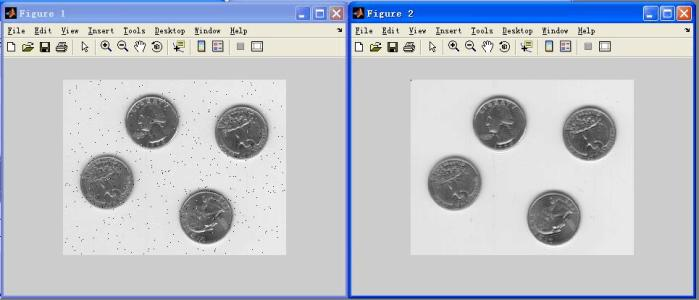 Figure 1
File Edit View Insert Tools Desktop Window Help
Figure 2
File Edit View Insert Tools Desktop Window Help
LIBERTY